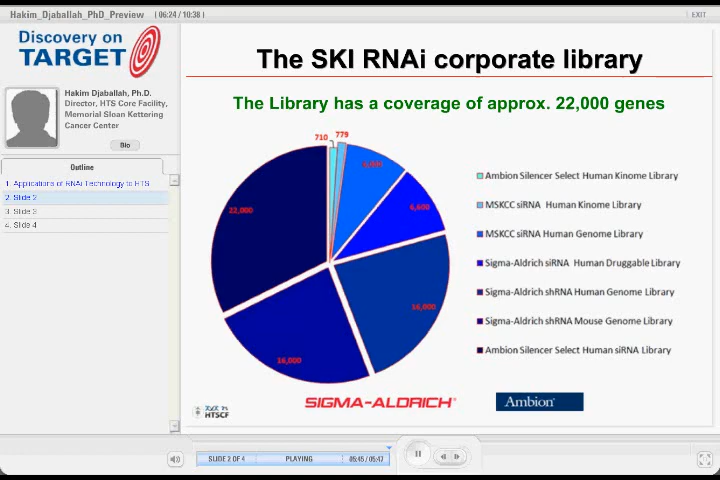 Hakim_Djaballah_PhD_Preview ( 06:24 / 10:38 )
EXIT
Discovery on
TARGET
Hakim Djaballah, Ph.D.
Director, HTS Core Facility,
Memorial Sloan Kettering
Cancer Center
Bio
Outline
1. Applications of RNAi Technology to HTS
2. Slide 2
3. Slide 3
4. Slide 4
The SKI RNAi corporate library
The Library has a coverage of approx. 22,000 genes
710
779
6,600
16,000
16,000
22,000
Ambion Silencer Select Human Kinome Library
MSKCC siRNA Human Kinome Library
MSKCC siRNA Human Genome Library
Sigma-Aldrich siRNA Human Druggable Library
Sigma-Aldrich shRNA Human Genome Library
Sigma-Aldrich shRNA Mouse Genome Library
Ambion Silencer Select Human siRNA Library
HTSCF
SIGMA-ALDRICH
Ambion
SLIDE 2 OF 4
PLAYING
05:45 / 05:47